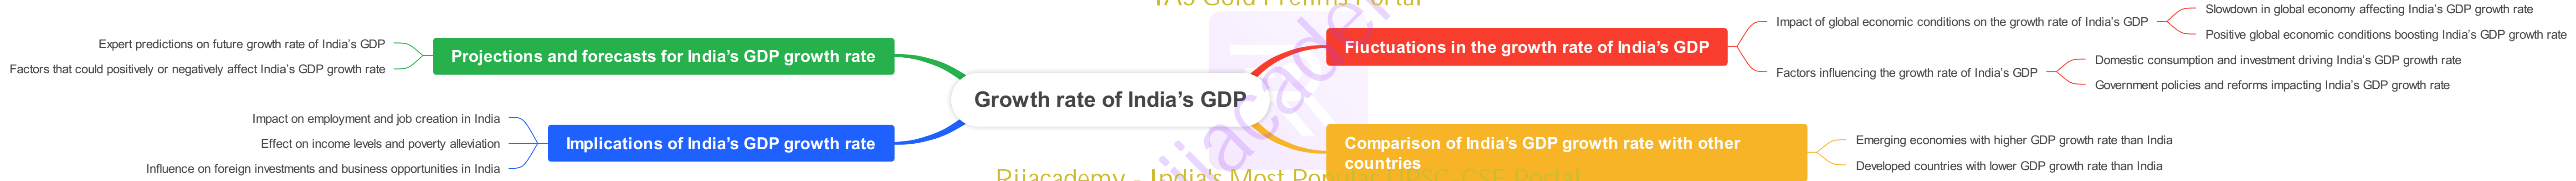 IAS Gold Prelims Portal
Growth rate of India's GDP
Fluctuations in the growth rate of India's GDP
Impact of global economic conditions on the growth rate of India's GDP
Slowdown in global economy affecting India's GDP growth rate
Positive global economic conditions boosting India's GDP growth rate
Factors influencing the growth rate of India's GDP
Domestic consumption and investment driving India's GDP growth rate
Government policies and reforms impacting India's GDP growth rate
Comparison of India's GDP growth rate with other
countries
Emerging economies with higher GDP growth rate than India
Developed countries with lower GDP growth rate than India
Projections and forecasts for India's GDP growth rate
Expert predictions on future growth rate of India's GDP
Factors that could positively or negatively affect India's GDP growth rate
Implications of India's GDP growth rate
Impact on employment and job creation in India
Effect on income levels and poverty alleviation
Influence on foreign investments and business opportunities in India
Rijacademy - India's Most Popular UPSC-CSE Portal